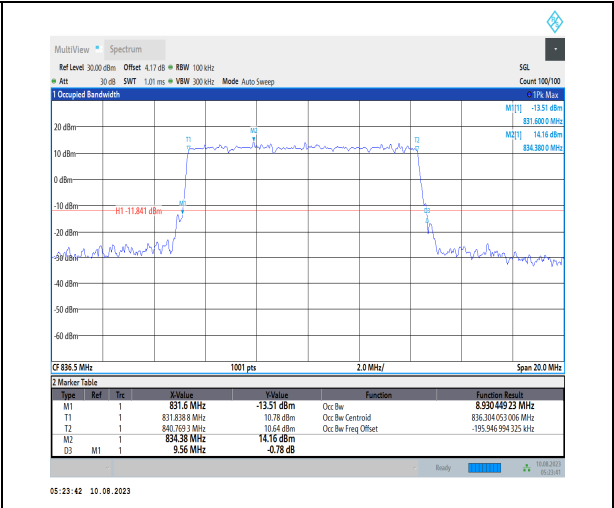 MultiView Spectrum
Ref Level 30.00 dBm Offset 4.17 dB RBW 100 kHz SGL
Att 30 dB SWT 1.01 ms VBW 300 kHz Mode Auto Sweep Count 100/100
1 Occupied Bandwidth 1Pk Max
M1[1] -13.51 dBm
831.600 0 MHz
M2[1] 14.16 dBm
834.380 0 MHz
20 dBm
M2
T1
T2
10 dBm
0 dBm
-10 dBm
M1
H1 -11.841 dBm
D3
-20 dBm
-30 dBm
-40 dBm
-50 dBm
-60 dBm
CF 836.5 MHz 1001 pts 2.0 MHz/ Span 20.0 MHz
2 Marker Table
Type Ref Trc X-Value Y-Value Function Function Result
M1 1 831.6 MHz -13.51 dBm Occ Bw 8.930 449 23 MHz
T1 1 831.838 8 MHz 10.78 dBm Occ Bw Centroid 836.304 053 006 MHz
T2 1 840.769 3 MHz 10.64 dBm Occ Bw Freq Offset -195.946 994 325 kHz
M2 1 834.38 MHz 14.16 dBm
D3 M1 1 9.56 MHz -0.78 dB
Ready 10.08.2023
05:23:41
05:23:42 10.08.2023